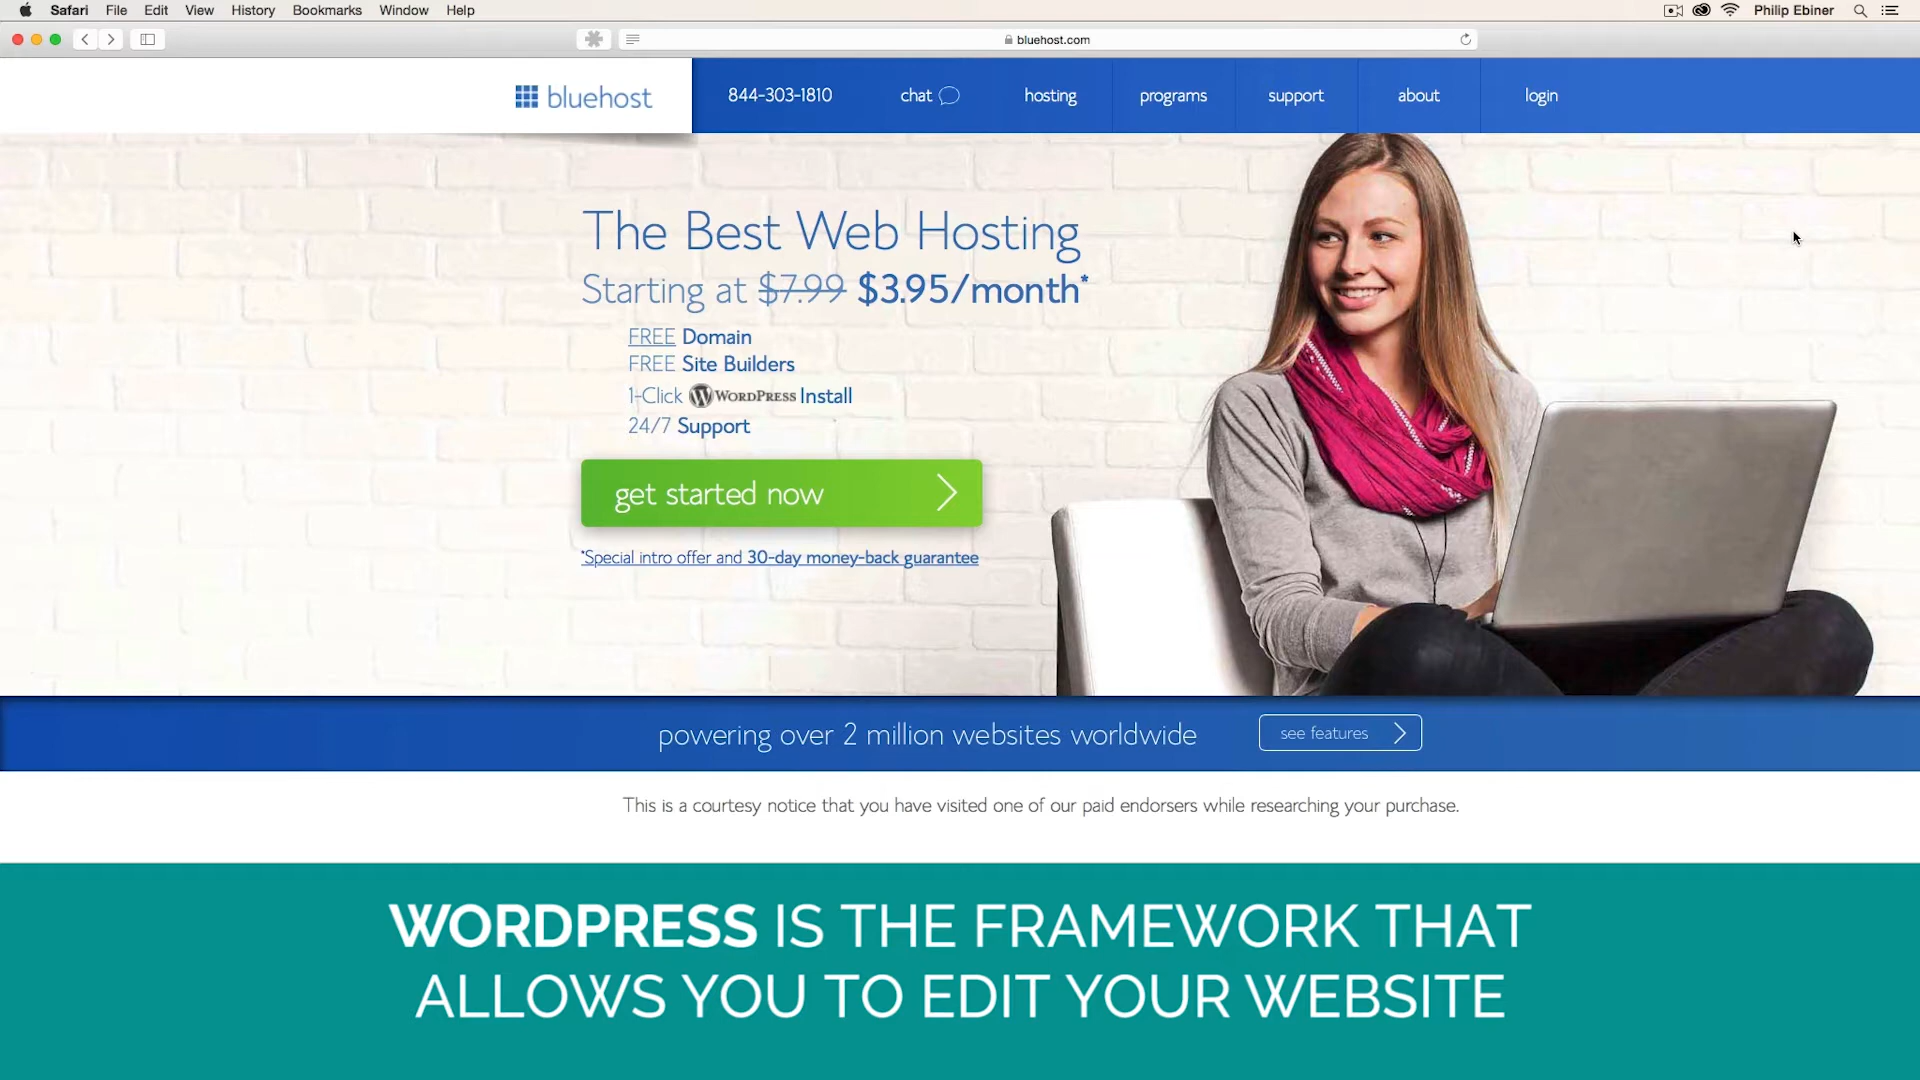 Safari File Edit View History Bookmarks Window Help Philip Ebiner
bluehost.com
bluehost 844-303-1810 chat hosting programs support about login
The Best Web Hosting
Starting at $7.99 $3.95/month*
FREE Domain
FREE Site Builders
1-Click WORDPRESS Install
24/7 Support
get started now
*Special intro offer and 30-day money-back guarantee
powering over 2 million websites worldwide see features
This is a courtesy notice that you have visited one of our paid endorsers while researching your purchase.
WORDPRESS IS THE FRAMEWORK THAT
ALLOWS YOU TO EDIT YOUR WEBSITE